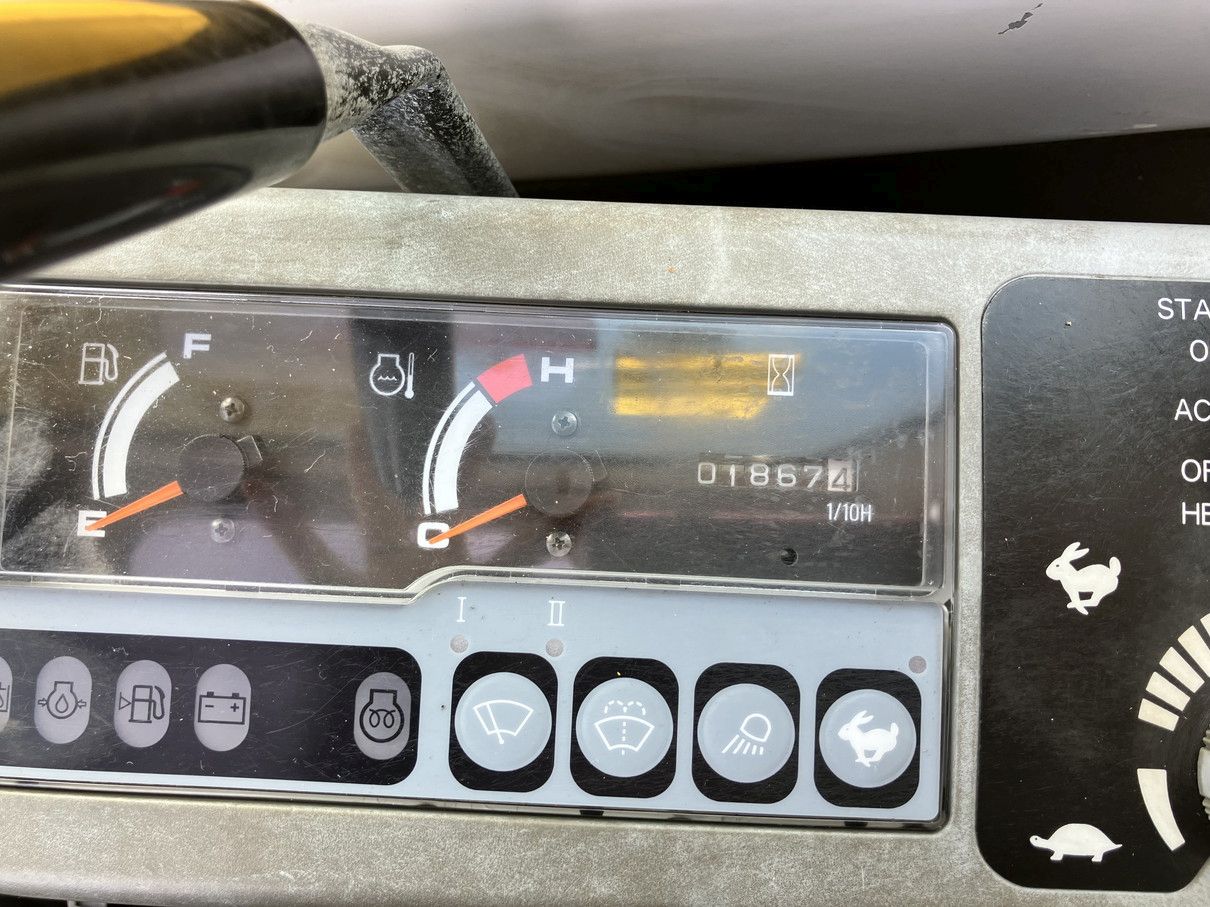 F
H
E
C
018674
1/10H
I
II
STA
O
AC
OF
HE